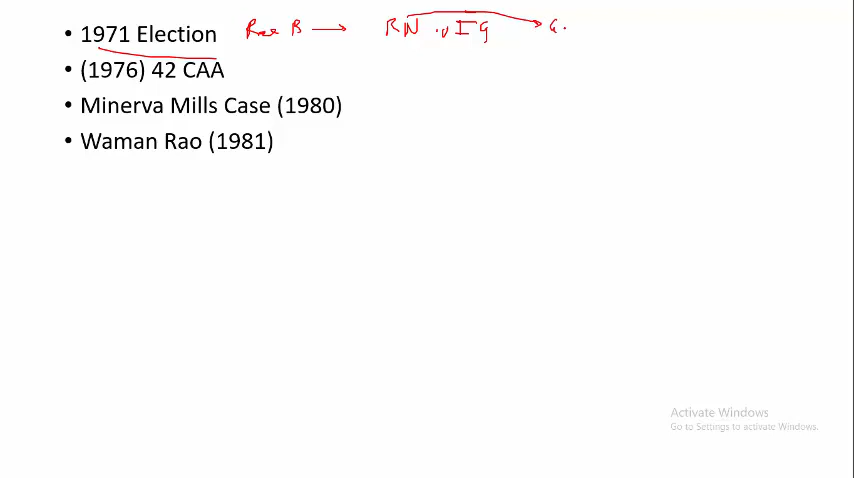 • 1971 Election Rae B → RN .v IG → G.
• (1976) 42 CAA
• Minerva Mills Case (1980)
• Waman Rao (1981)
Activate Windows
Go to Settings to activate Windows.